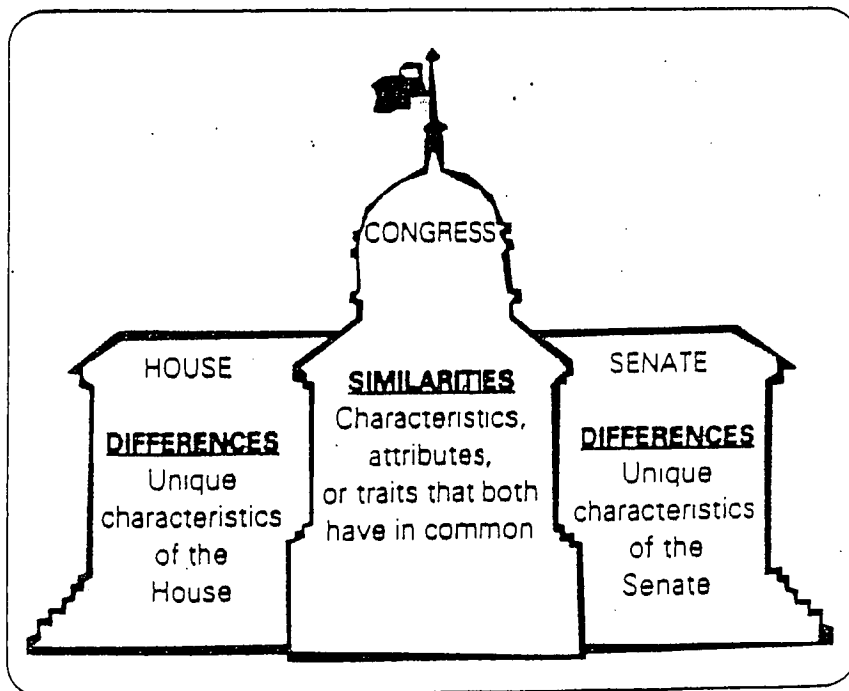 CONGRESS
HOUSE
DIFFERENCES
Unique
characteristics
of the
House
SIMILARITIES
Characteristics,
attributes,
or traits that both
have in common
SENATE
DIFFERENCES
Unique
characteristics
of the
Senate